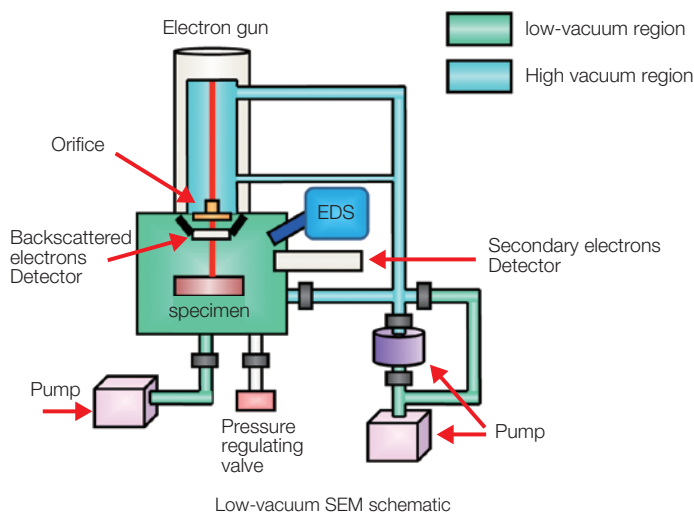 Electron gun
low-vacuum region
High vacuum region
Orifice
EDS
Backscattered
electrons
Detector
Secondary electrons
Detector
specimen
Pump
Pressure
regulating
valve
Pump
Low-vacuum SEM schematic